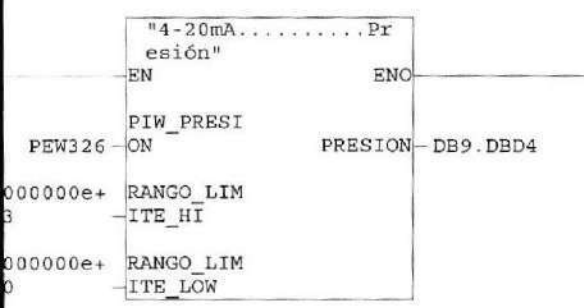 "4-20mA..........Pr
esión"
EN ENO
PIW_PRESI
PEW326 ON PRESION DB9.DBD4
000000e+ RANGO_LIM
3 ITE_HI
000000e+ RANGO_LIM
0 ITE_LOW